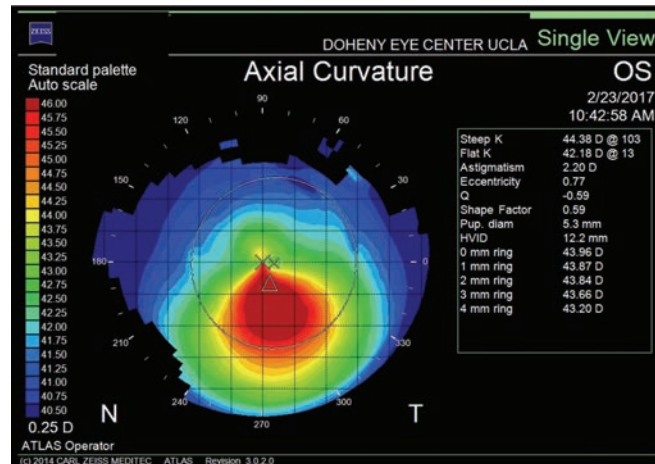 ZEISS
DOHENY EYE CENTER UCLA
Single View
Standard palette
Auto scale
Axial Curvature
OS
2/23/2017
10:42:58 AM
46.00
45.75
45.50
45.25
45.00
44.75
44.50
44.25
44.00
43.75
43.50
43.25
43.00
42.75
42.50
42.25
42.00
41.75
41.50
41.25
41.00
40.75
40.50
0.25 D
90
120
60
150
30
180
0
210
330
240
300
270
N
T
Steep K 44.38 D @ 103
Flat K 42.18 D @ 13
Astigmatism 2.20 D
Eccentricity 0.77
Q -0.59
Shape Factor 0.59
Pup. diam 5.3 mm
HVID 12.2 mm
0 mm ring 43.96 D
1 mm ring 43.87 D
2 mm ring 43.84 D
3 mm ring 43.66 D
4 mm ring 43.20 D
ATLAS Operator
(c) 2014 CARL ZEISS MEDITEC ATLAS Revision 3.0.2.0